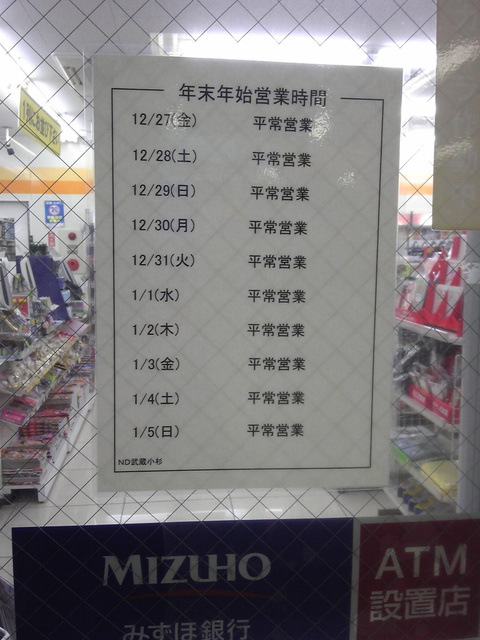 年末年始営業時間
12/27(金) 平常営業
12/28(土) 平常営業
12/29(日) 平常営業
12/30(月) 平常営業
12/31(火) 平常営業
1/1(水) 平常営業
1/2(木) 平常営業
1/3(金) 平常営業
1/4(土) 平常営業
1/5(日) 平常営業
ND武蔵小杉
MIZUHO
みずほ銀行
ATM
設置店